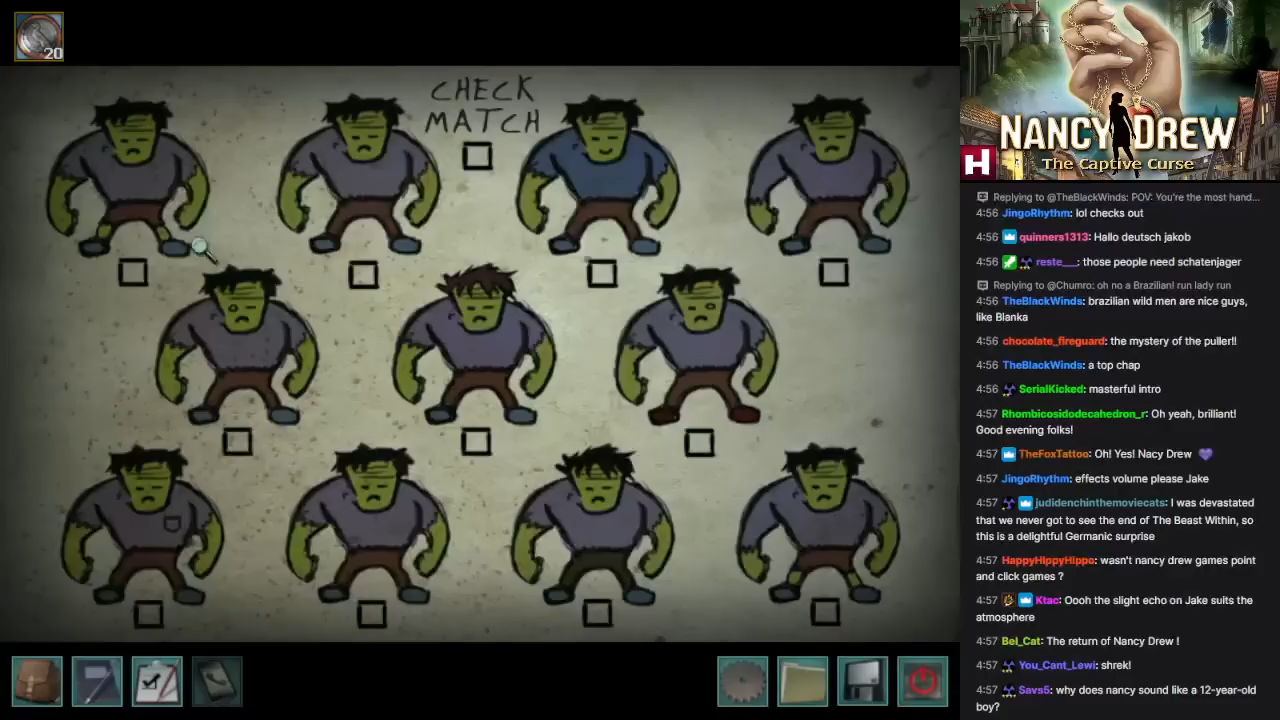 20
CHECK
MATCH
NANCY DREW
H
The Captive Curse
Replying to @TheBlackWinds: POV: You're the most hand...
4:56 JingoRhythm: lol checks out
4:56 quinners1313: Hallo deutsch jakob
4:56 reste___: those people need schatenjager
Replying to @Chumro: oh no a Brazilian! run lady run
4:56 TheBlackWinds: brazilian wild men are nice guys,
like Blanka
4:56 chocolate_fireguard: the mystery of the puller!!
4:56 TheBlackWinds: a top chap
4:56 SerialKicked: masterful intro
4:57 Rhombicosidodecahedron_r: Oh yeah, brilliant!
Good evening folks!
4:57 TheFoxTattoo: Oh! Yes! Nacy Drew
4:57 JingoRhythm: effects volume please Jake
4:57 judidenchinthemoviecats: I was devastated
that we never got to see the end of The Beast Within, so
this is a delightful Germanic surprise
4:57 HappyHippyHippo: wasn't nancy drew games point
and click games ?
4:57 Ktac: Oooh the slight echo on Jake suits the
atmosphere
4:57 Bel_Cat: The return of Nancy Drew !
4:57 You_Cant_Lewi: shrek!
4:57 Savs5: why does nancy sound like a 12-year-old
boy?